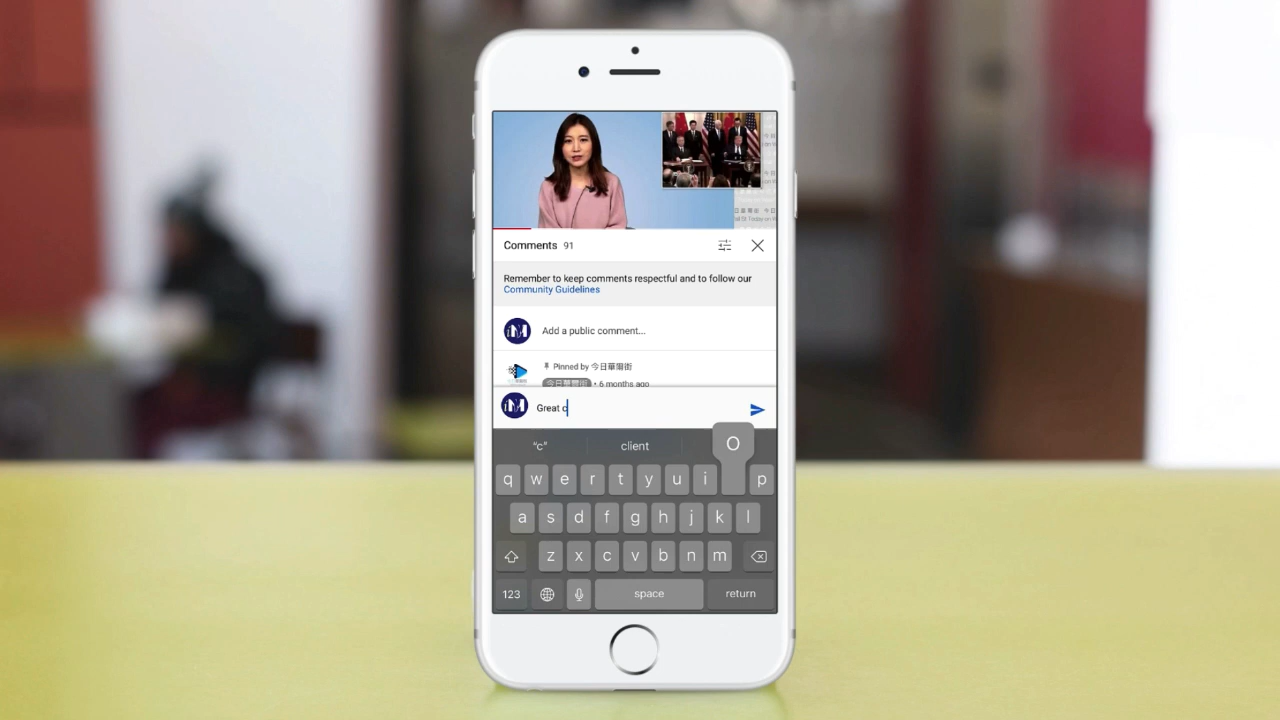 Comments 91
Remember to keep comments respectful and to follow our
Community Guidelines
Add a public comment...
Pinned by 今日華爾街
今日華爾街 • 6 months ago
Great c
"c" client
O
q w e r t y u i p
a s d f g h j k l
z x c v b n m
123 space return